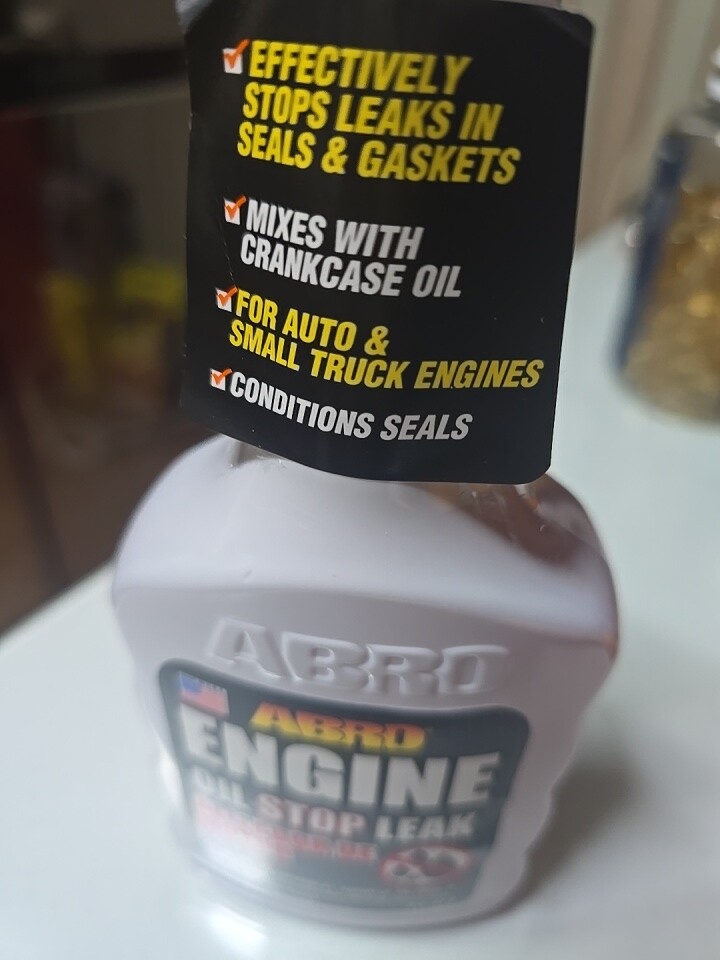 EFFECTIVELY
STOPS LEAKS IN
SEALS & GASKETS
MIXES WITH
CRANKCASE OIL
FOR AUTO &
SMALL TRUCK ENGINES
CONDITIONS SEALS
ABRO
ABRO
ENGINE
OIL STOP LEAK